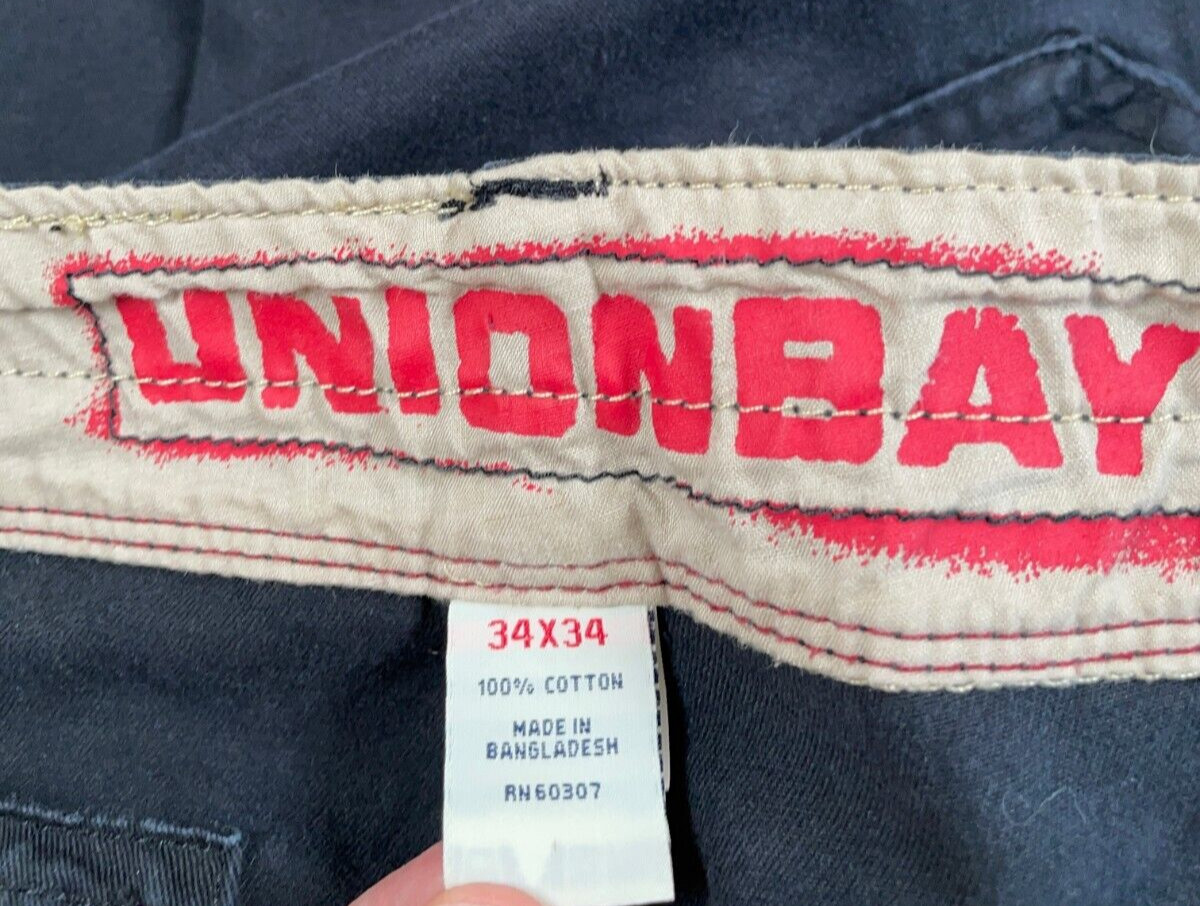 UNIONBAY
34X34
100% COTTON
MADE IN
BANGLADESH
RN60307